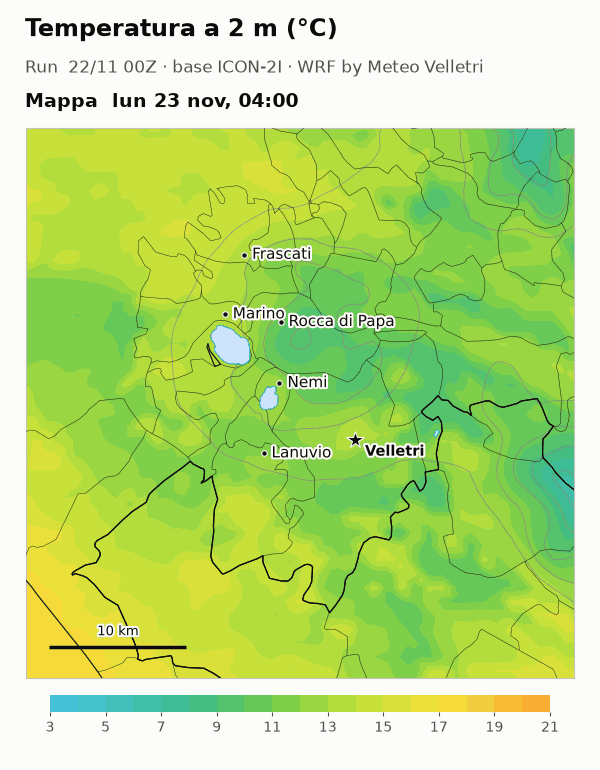 Temperatura a 2 m (°C)
Run  22/11 00Z · base ICON-2I · WRF by Meteo Velletri
Mappa  lun 23 nov, 04:00
Frascati
Marino
Rocca di Papa
Nemi
Velletri
Lanuvio
10 km
3 5 7 9 11 13 15 17 19 21